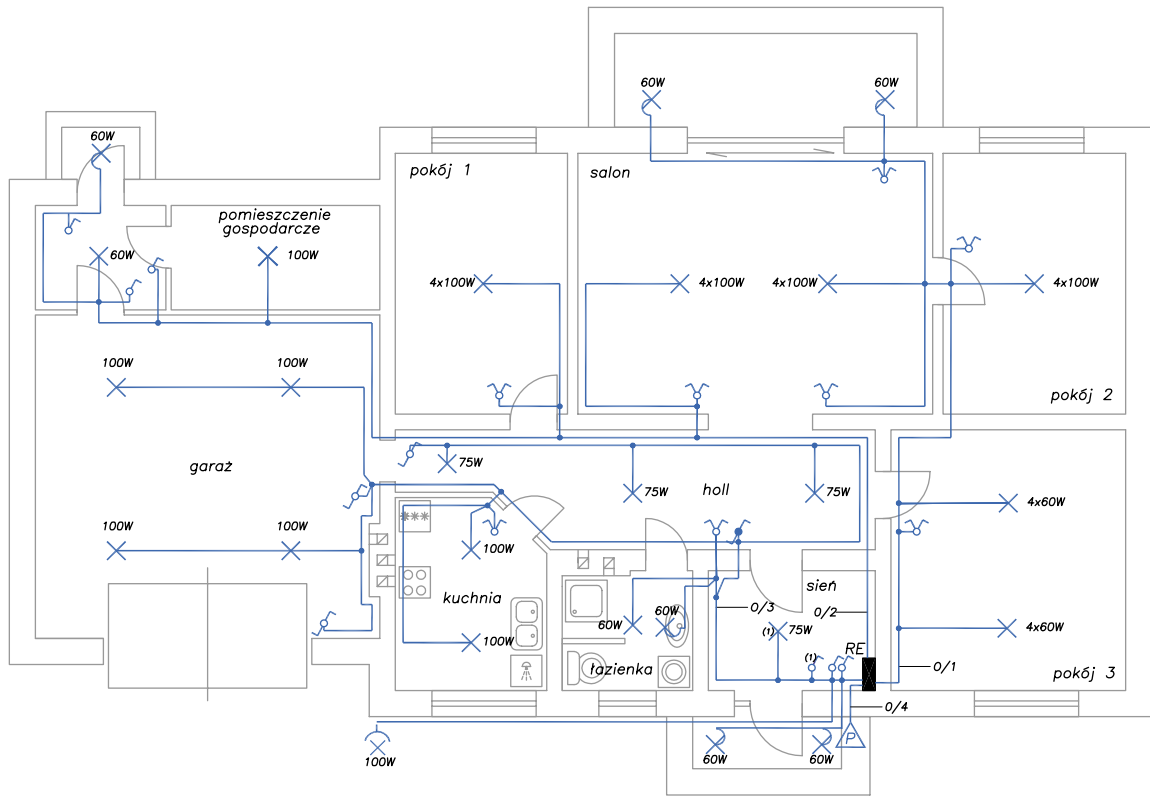 60W
60W
60W
pokój 1
salon
pomieszczenie
gospodarcze
60W
100W
4x100W
4x100W
4x100W
4x100W
100W
100W
pokój 2
garaż
75W
75W
holl
75W
4x60W
100W
100W
100W
sień
kuchnia
0/3
0/2
60W
60W
(1)
75W
4x60W
100W
(1)
RE
łazienka
0/1
pokój 3
0/4
P
100W
60W
60W